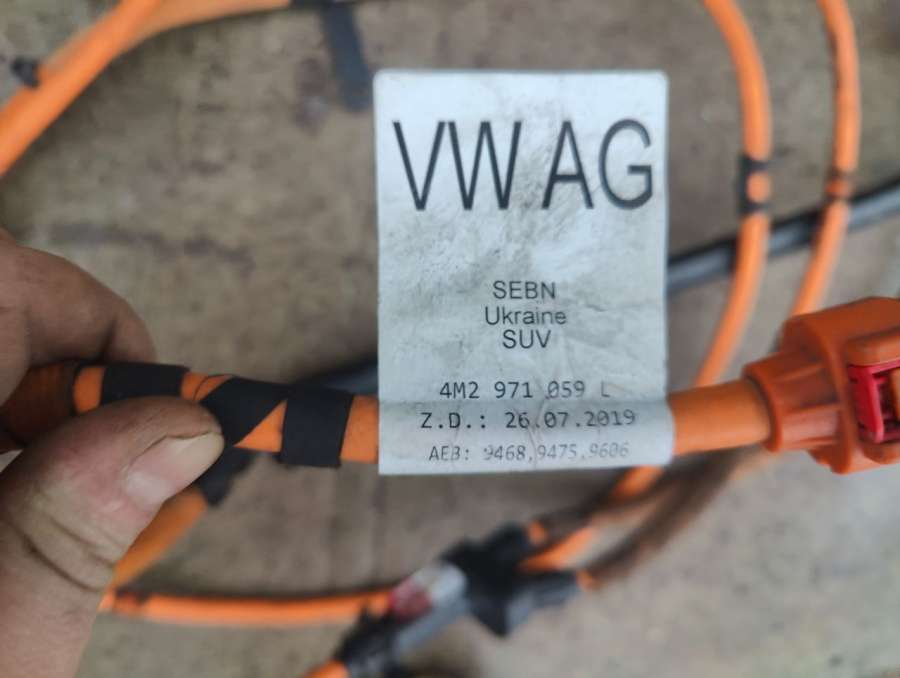 VW AG
SEBN
Ukraine
SUV
4M2 971 059 L
Z.D.: 26.07.2019
AEB: 9468,9475,9606